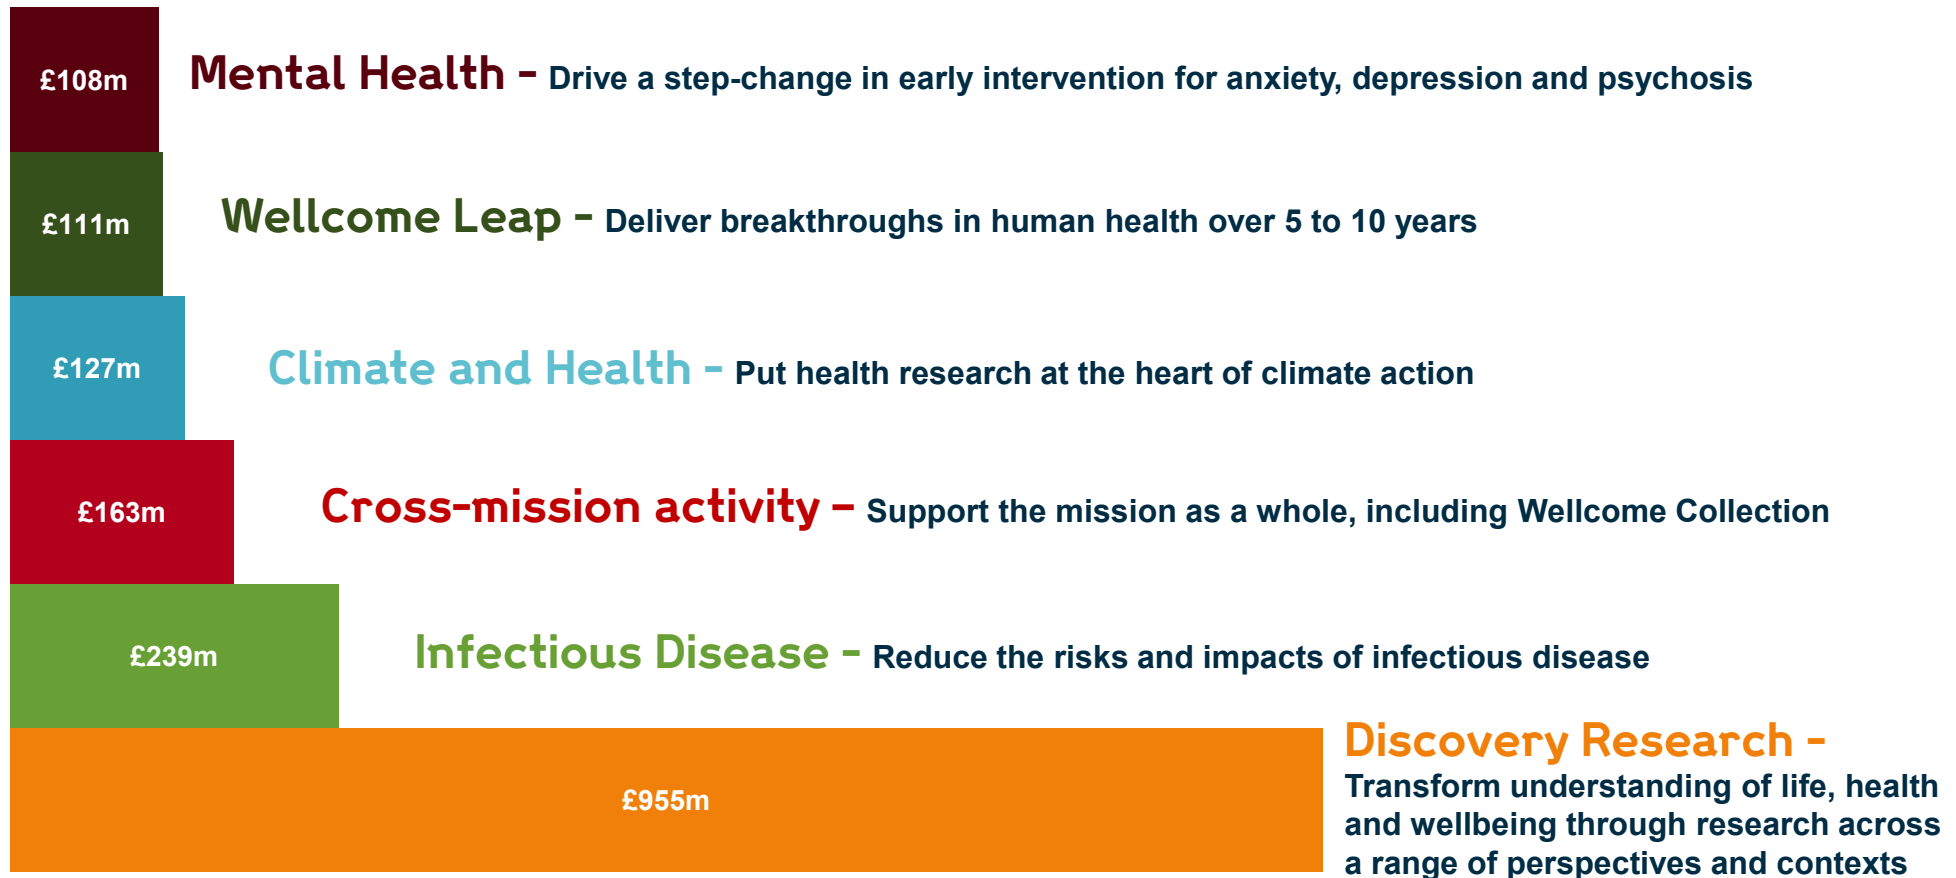 £108m Mental Health - Drive a step-change in early intervention for anxiety, depression and psychosis
£111m Wellcome Leap - Deliver breakthroughs in human health over 5 to 10 years
£127m Climate and Health - Put health research at the heart of climate action
£163m Cross-mission activity – Support the mission as a whole, including Wellcome Collection
£239m Infectious Disease - Reduce the risks and impacts of infectious disease
£955m
Discovery Research -
Transform understanding of life, health
and wellbeing through research across
a range of perspectives and contexts